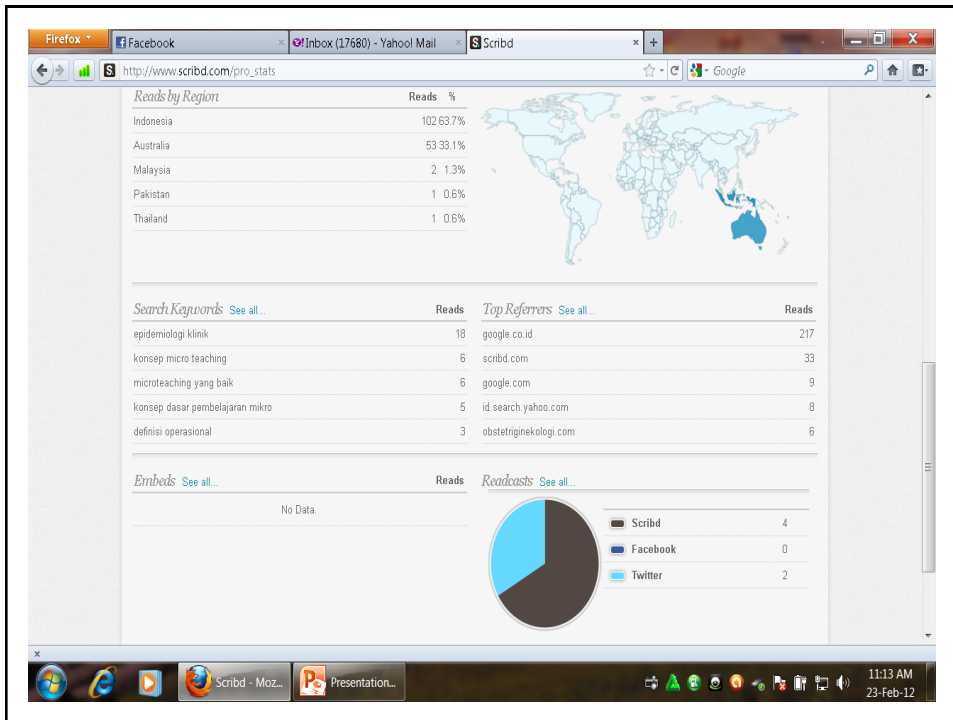 Firefox
Facebook
Inbox (17680) - Yahoo! Mail
Scribd
http://www.scribd.com/pro_stats
Google
Reads by Region Reads %
Indonesia 102 63.7%
Australia 53 33.1%
Malaysia 2 1.3%
Pakistan 1 0.6%
Thailand 1 0.6%
Search Keywords See all... Reads
epidemiologi klinik 18
konsep micro teaching 6
microteaching yang baik 6
konsep dasar pembelajaran mikro 5
definisi operasional 3
Top Referrers See all... Reads
google.co.id 217
scribd.com 33
google.com 9
id.search.yahoo.com 8
obstetriginekologi.com 6
Embeds See all... Reads
No Data.
Readcasts See all...
Scribd 4
Facebook 0
Twitter 2
x
Scribd - Moz...
Presentation...
11:13 AM
23-Feb-12